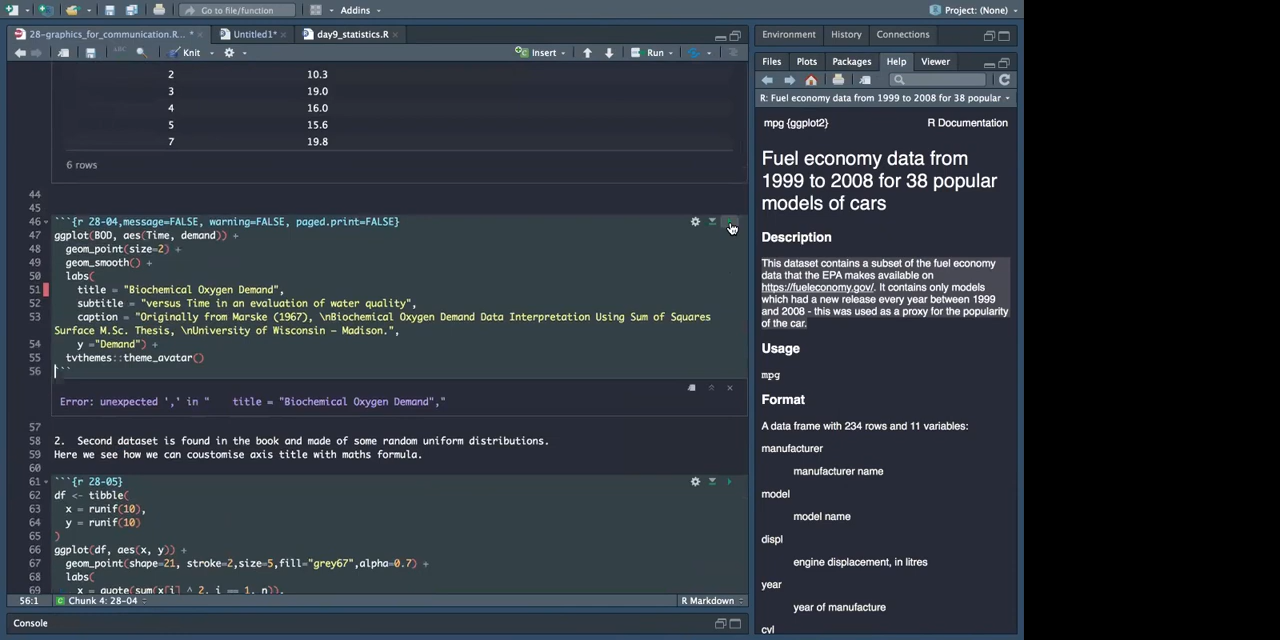 Go to file/function
Addins
Project: (None)
28-graphics_for_communication.R... *
Untitled1*
day9_statistics.R
Environment
History
Connections
ABC
Knit
Insert
Run
Files
Plots
Packages
Help
Viewer
R: Fuel economy data from 1999 to 2008 for 38 popular
2 10.3
3 19.0
4 16.0
5 15.6
7 19.8
6 rows
44
45
46 ```{r 28-04,message=FALSE, warning=FALSE, paged.print=FALSE}
47 ggplot(BOD, aes(Time, demand)) +
48 geom_point(size=2) +
49 geom_smooth() +
50 labs(
51 title = "Biochemical Oxygen Demand",
52 subtitle = "versus Time in an evaluation of water quality",
53 caption = "Originally from Marske (1967), \nBiochemical Oxygen Demand Data Interpretation Using Sum of Squares
Surface M.Sc. Thesis, \nUniversity of Wisconsin – Madison.",
54 y ="Demand") +
55 tvthemes::theme_avatar()
56 ```
Error: unexpected ',' in " title = "Biochemical Oxygen Demand","
57
58 2. Second dataset is found in the book and made of some random uniform distributions.
59 Here we see how we can coustomise axis title with maths formula.
60
61 ```{r 28-05}
62 df <- tibble(
63 x = runif(10),
64 y = runif(10)
65 )
66 ggplot(df, aes(x, y)) +
67 geom_point(shape=21, stroke=2,size=5,fill="grey67",alpha=0.7) +
68 labs(
69 x = quote(sum(x[i] ^ 2, i == 1, n)),
56:1
Chunk 4: 28-04
R Markdown
Console
mpg {ggplot2}
R Documentation
Fuel economy data from
1999 to 2008 for 38 popular
models of cars
Description
This dataset contains a subset of the fuel economy
data that the EPA makes available on
https://fueleconomy.gov/. It contains only models
which had a new release every year between 1999
and 2008 - this was used as a proxy for the popularity
of the car.
Usage
mpg
Format
A data frame with 234 rows and 11 variables:
manufacturer
manufacturer name
model
model name
displ
engine displacement, in litres
year
year of manufacture
cyl